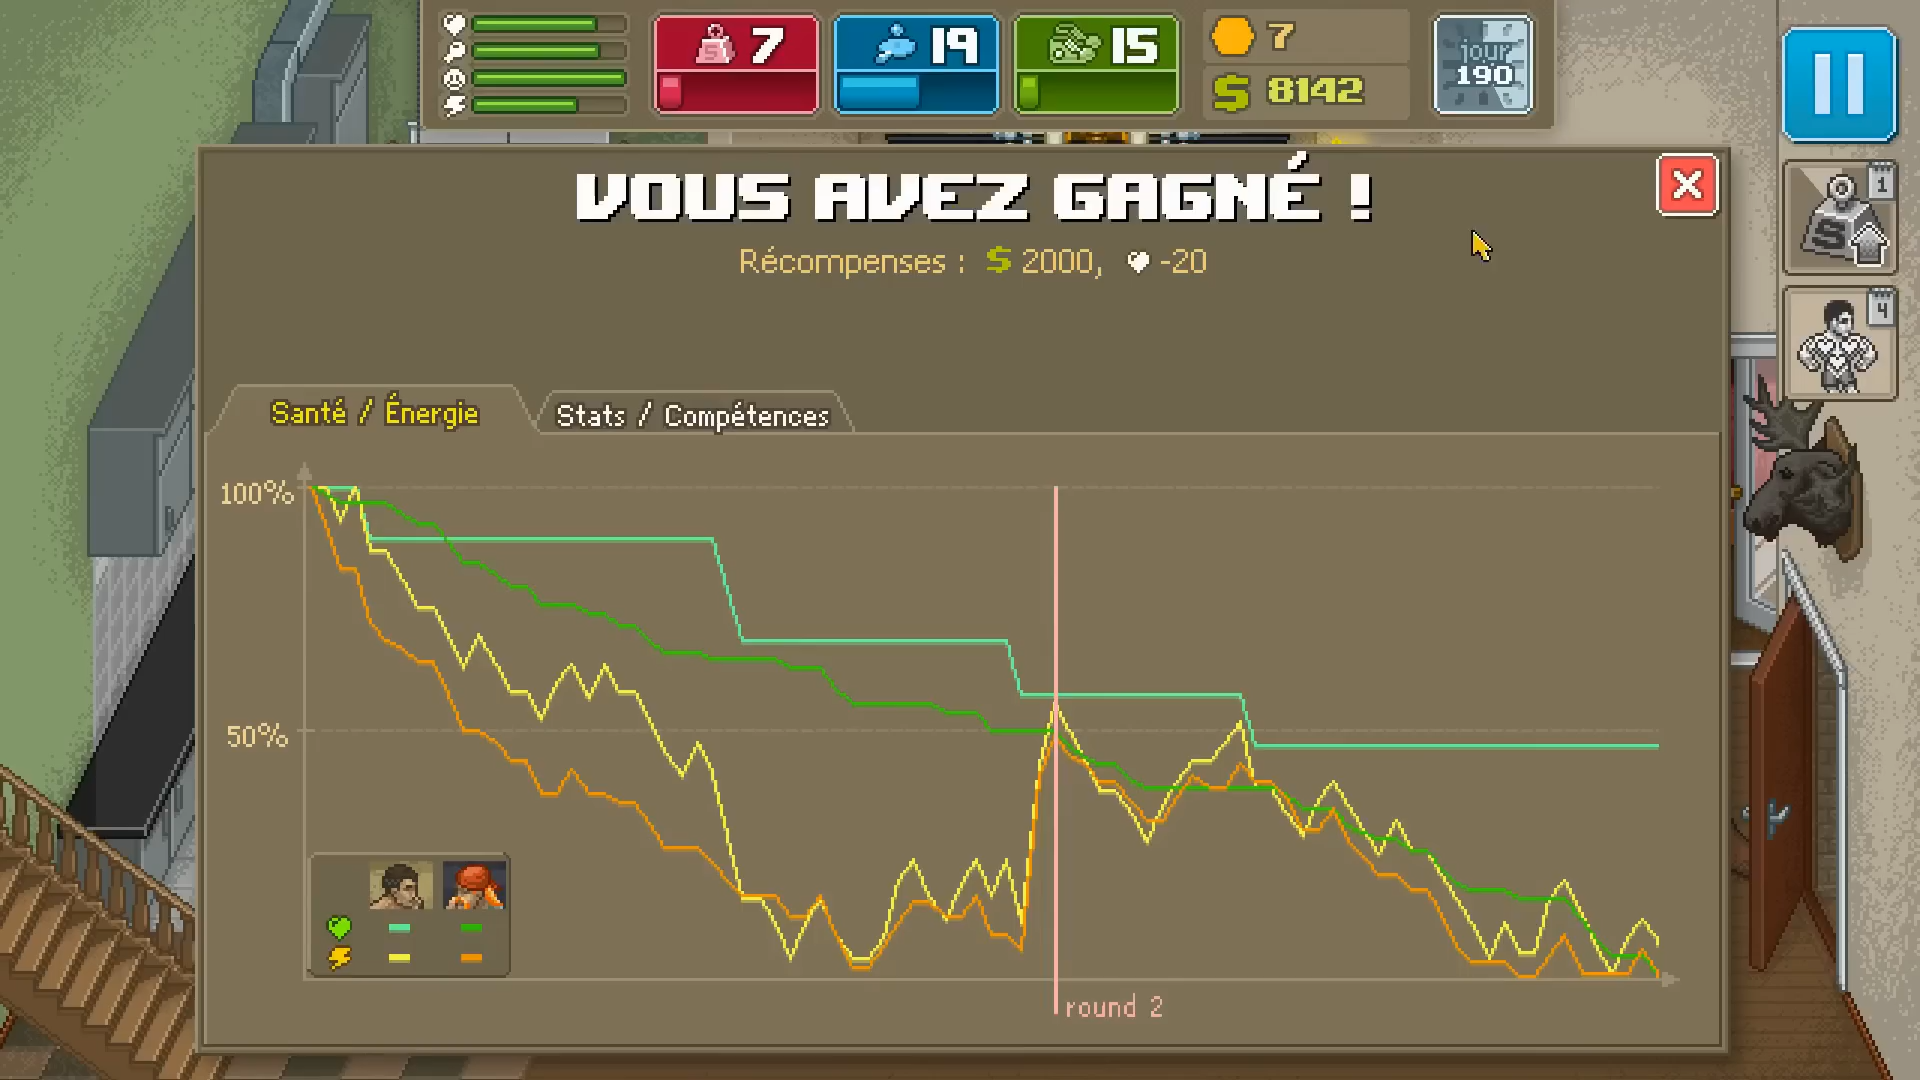 7
19
15
7
$ 8142
jour
190
1
4
VOUS AVEZ GAGNÉ !
Récompenses : $ 2000, -20
Santé / Énergie
Stats / Compétences
100%
50%
round 2